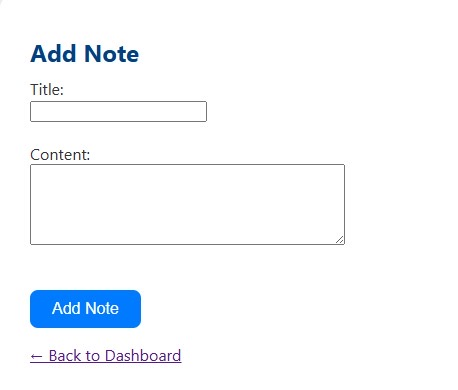 Add Note
Title:
Content:
Add Note
← Back to Dashboard